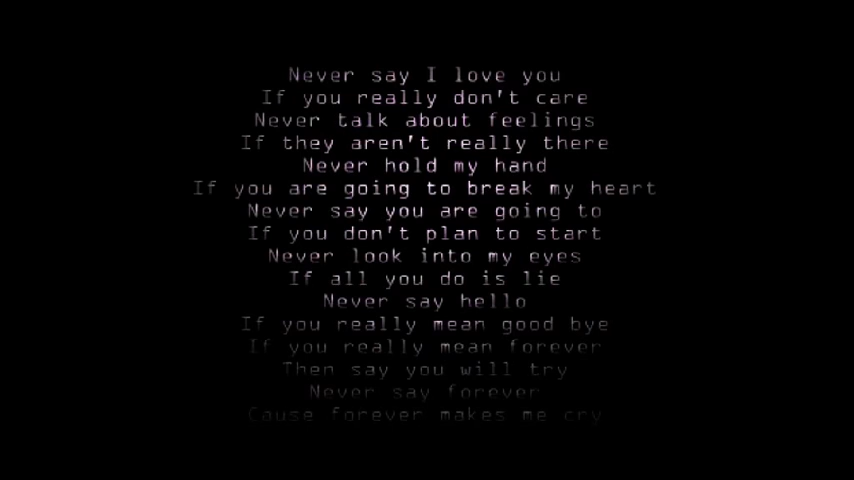 Never say I love you
If you really don't care
Never talk about feelings
If they aren't really there
Never hold my hand
If you are going to break my heart
Never say you are going to
If you don't plan to start
Never look into my eyes
If all you do is lie
Never say hello
If you really mean good bye
If you really mean forever
Then say you will try
Never say forever
Cause forever makes me cry